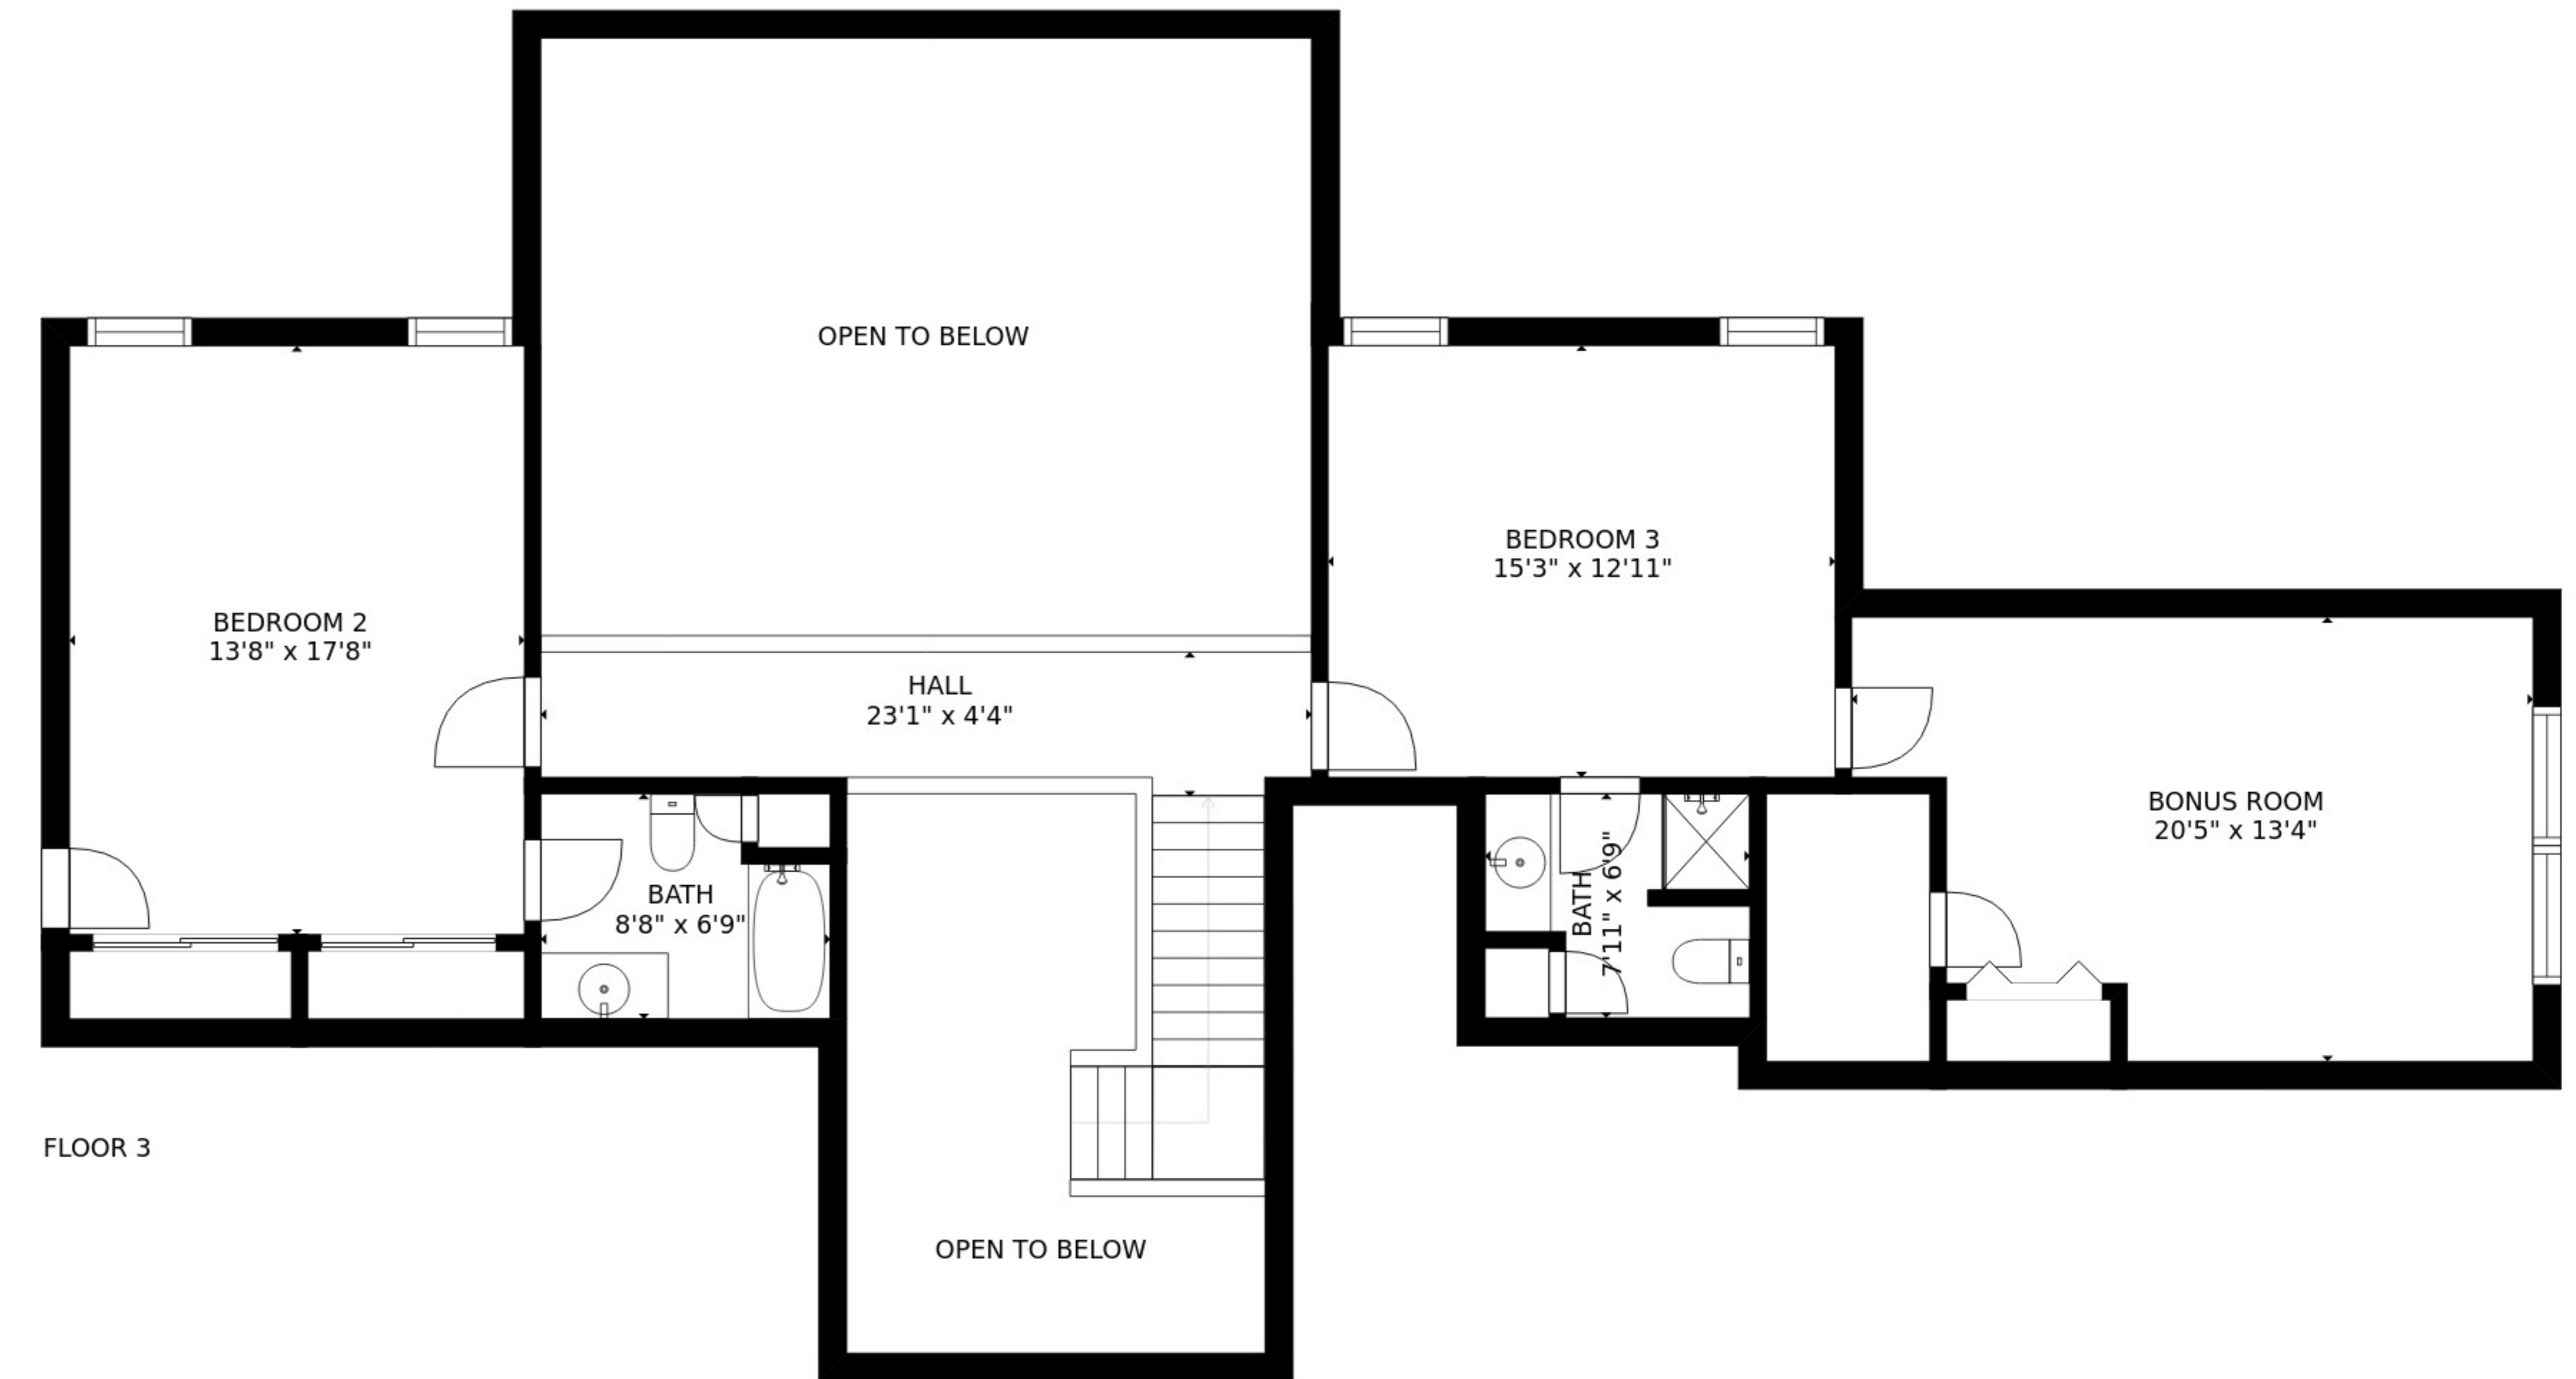 OPEN TO BELOW
BEDROOM 2
13'8" x 17'8"
HALL
23'1" x 4'4"
BEDROOM 3
15'3" x 12'11"
BONUS ROOM
20'5" x 13'4"
BATH
8'8" x 6'9"
BATH
7'11" x 6'9"
OPEN TO BELOW
FLOOR 3